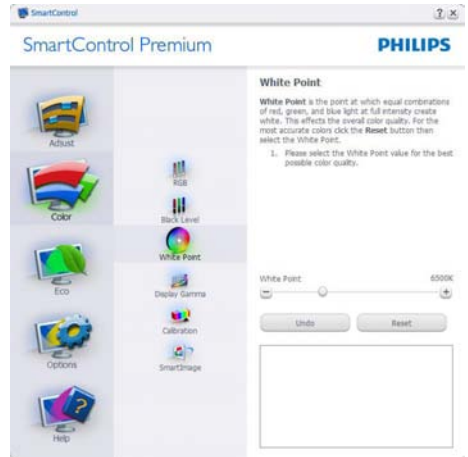 SmartControl
? X
SmartControl Premium
PHILIPS
Adjust
Color
Eco
Options
Help
RGB
Black Level
White Point
Display Gamma
Calibration
SmartImage
White Point
White Point is the point at which equal combinations
of red, green, and blue light at full intensity create
white. This effects the overall color quality. For the
most accurate colors click the Reset button then
select the White Point.
1. Please select the White Point value for the best
possible color quality.
White Point 6500K
Undo Reset